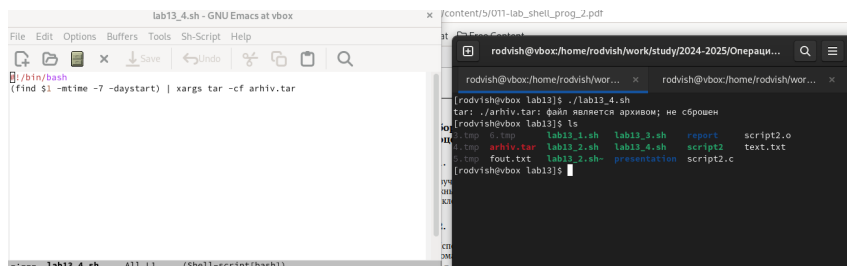 lab13_4.sh - GNU Emacs at vbox ×
File Edit Options Buffers Tools Sh-Script Help
Save Undo
#!/bin/bash
(find $1 -mtime -7 -daystart) | xargs tar -cf arhiv.tar
lab13_4.sh All L1 (Shell-script[bash])
/content/5/011-lab_shell_prog_2.pdf
rodvish@vbox:/home/rodvish/work/study/2024-2025/Операци...
rodvish@vbox:/home/rodvish/wor... × rodvish@vbox:/home/rodvish/wor... ×
[rodvish@vbox lab13]$ ./lab13_4.sh
tar: ./arhiv.tar: файл является архивом; не сброшен
[rodvish@vbox lab13]$ ls
3.tmp 6.tmp lab13_1.sh lab13_3.sh report script2.o
4.tmp arhiv.tar lab13_2.sh lab13_4.sh script2 text.txt
5.tmp fout.txt lab13_2.sh~ presentation script2.c
[rodvish@vbox lab13]$